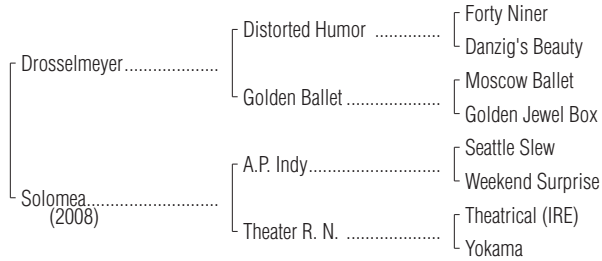 Forty Niner
Distorted Humor ..............
Danzig's Beauty
Drosselmeyer....................
Moscow Ballet
Golden Ballet ....................
Golden Jewel Box
Seattle Slew
A.P. Indy............................
Weekend Surprise
Solomea............................
(2008)
Theatrical (IRE)
Theater R. N. ....................
Yokama